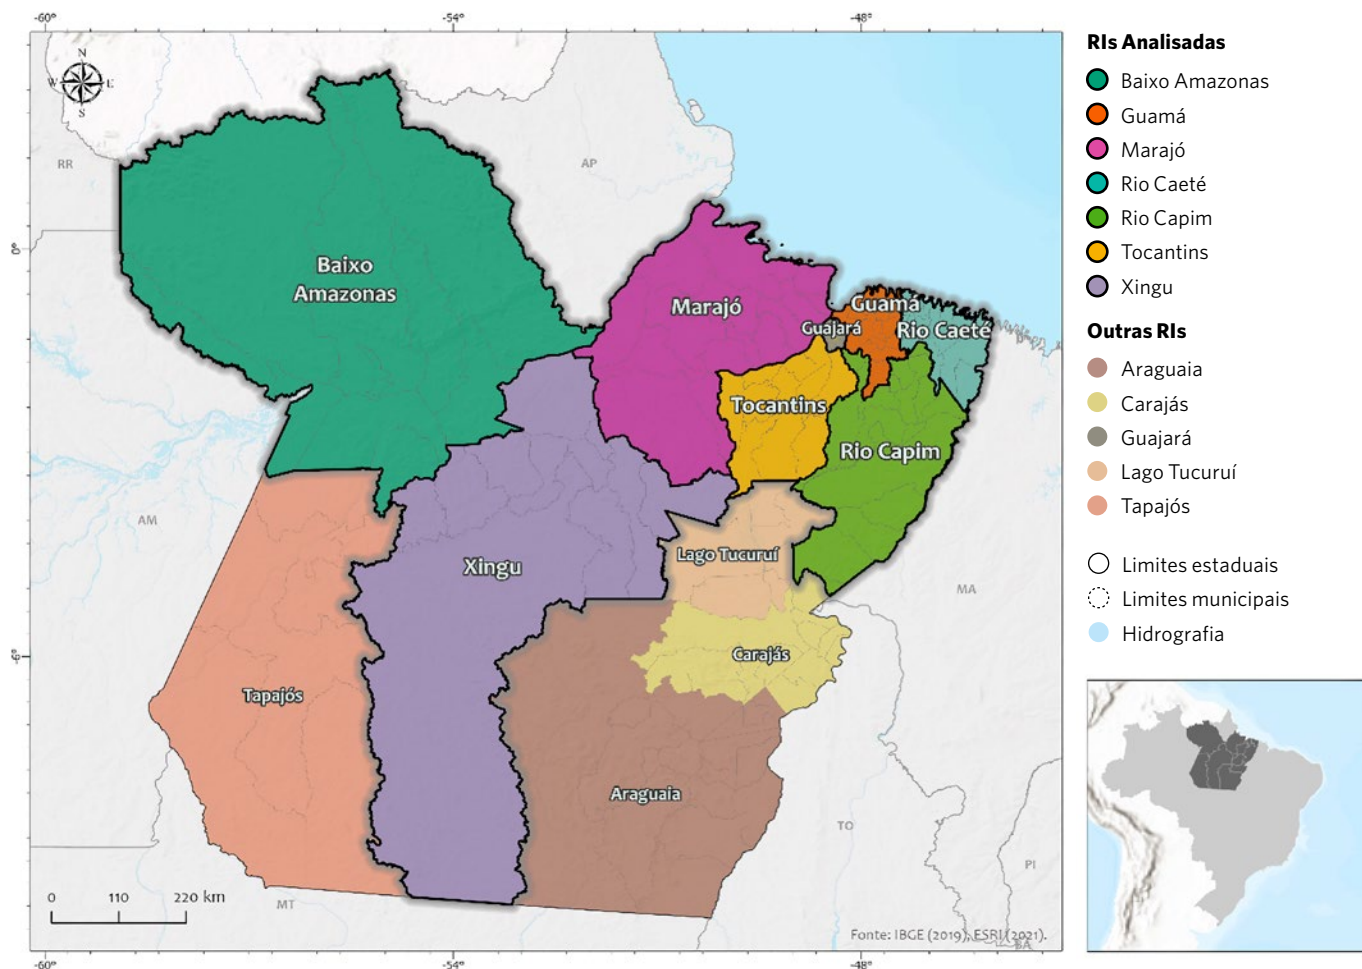 -60°
-54°
-48°
N
W
E
S
RR
AP
0°
Baixo
Amazonas
Marajó
Guamá
Guajará
Rio Caeté
Tocantins
Rio Capim
AM
Xingu
Lago Tucuruí
MA
-6°
Carajás
Tapajós
Araguaia
TO
PI
0
110
220 km
MT
Fonte: IBGE (2019), ESRI (2021).
BA
-60°
-54°
-48°
RIs Analisadas
Baixo Amazonas
Guamá
Marajó
Rio Caeté
Rio Capim
Tocantins
Xingu
Outras RIs
Araguaia
Carajás
Guajará
Lago Tucuruí
Tapajós
Limites estaduais
Limites municipais
Hidrografia